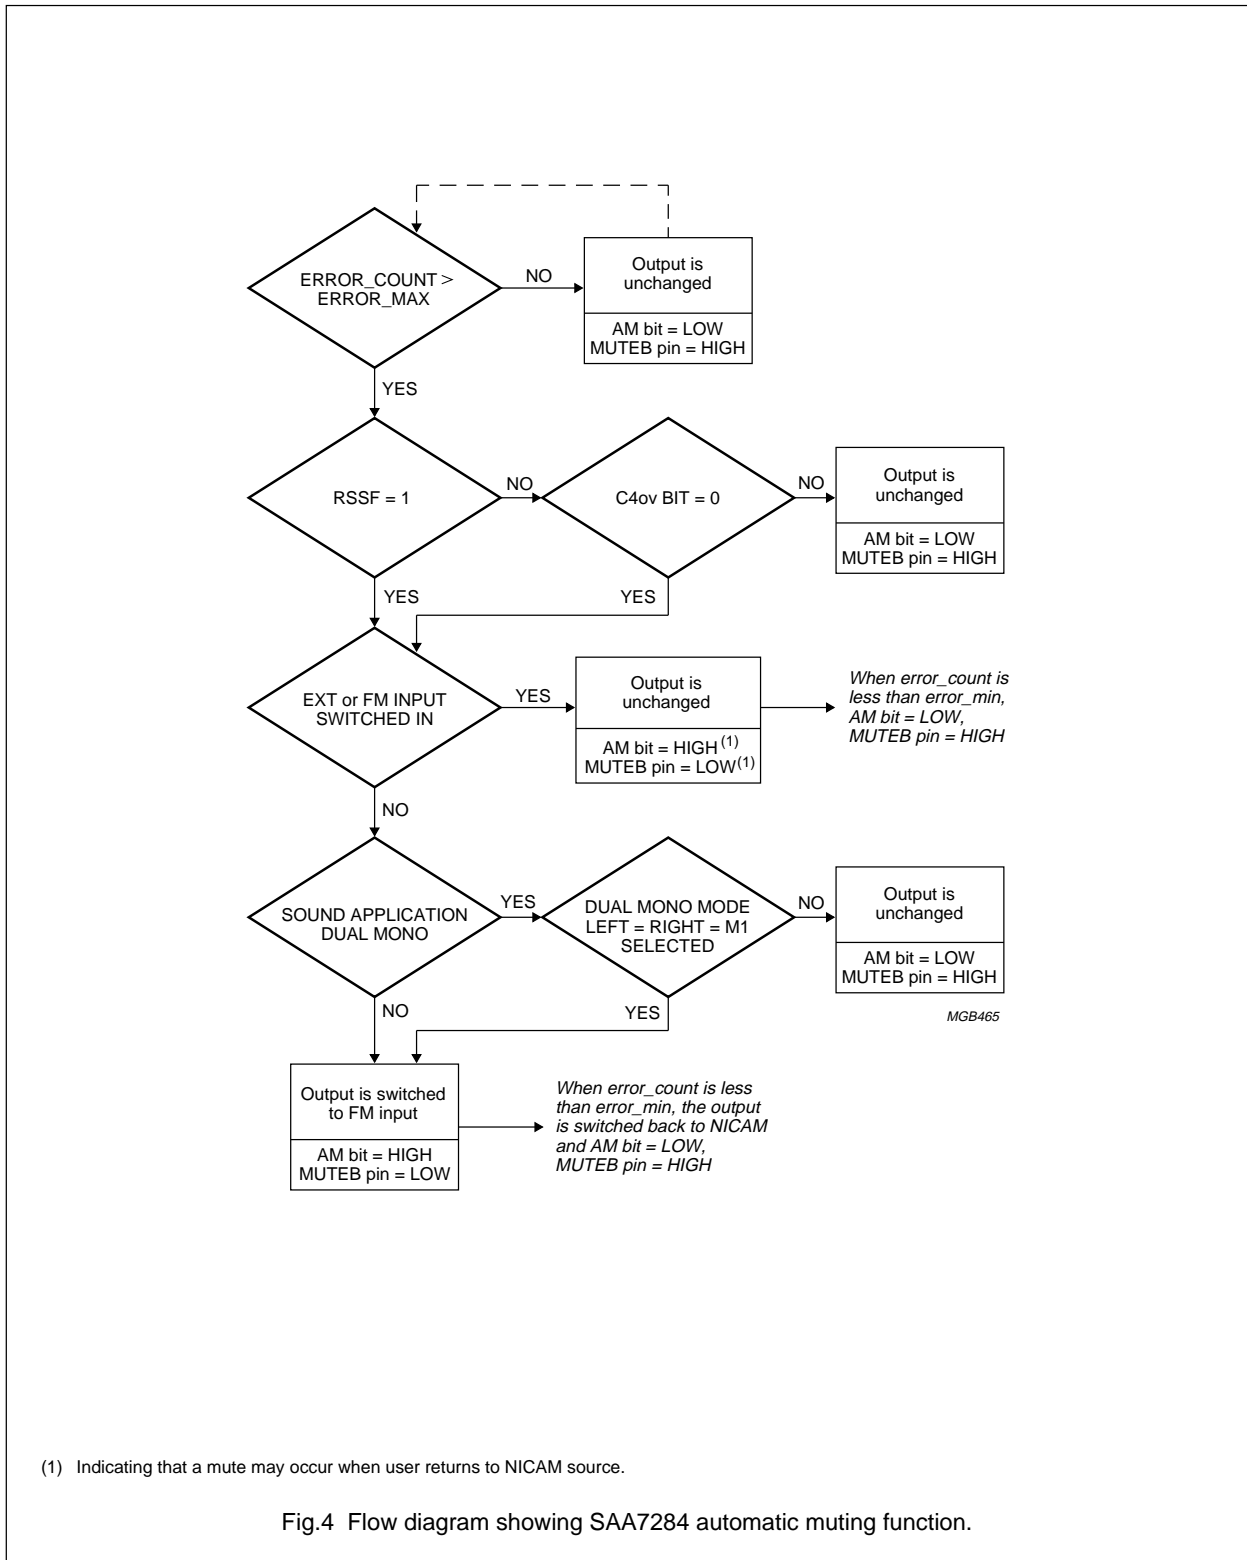 ERROR_COUNT >
ERROR_MAX
NO
Output is
unchanged
AM bit = LOW
MUTEB pin = HIGH
YES
RSSF = 1
NO
C4ov BIT = 0
NO
Output is
unchanged
AM bit = LOW
MUTEB pin = HIGH
YES
YES
EXT or FM INPUT
SWITCHED IN
YES
Output is
unchanged
AM bit = HIGH (1)
MUTEB pin = LOW(1)
When error_count is
less than error_min,
AM bit = LOW,
MUTEB pin = HIGH
NO
SOUND APPLICATION
DUAL MONO
YES
DUAL MONO MODE
LEFT = RIGHT = M1
SELECTED
NO
Output is
unchanged
AM bit = LOW
MUTEB pin = HIGH
MGB465
NO
YES
Output is switched
to FM input
AM bit = HIGH
MUTEB pin = LOW
When error_count is less
than error_min, the output
is switched back to NICAM
and AM bit = LOW,
MUTEB pin = HIGH
(1) Indicating that a mute may occur when user returns to NICAM source.
Fig.4 Flow diagram showing SAA7284 automatic muting function.